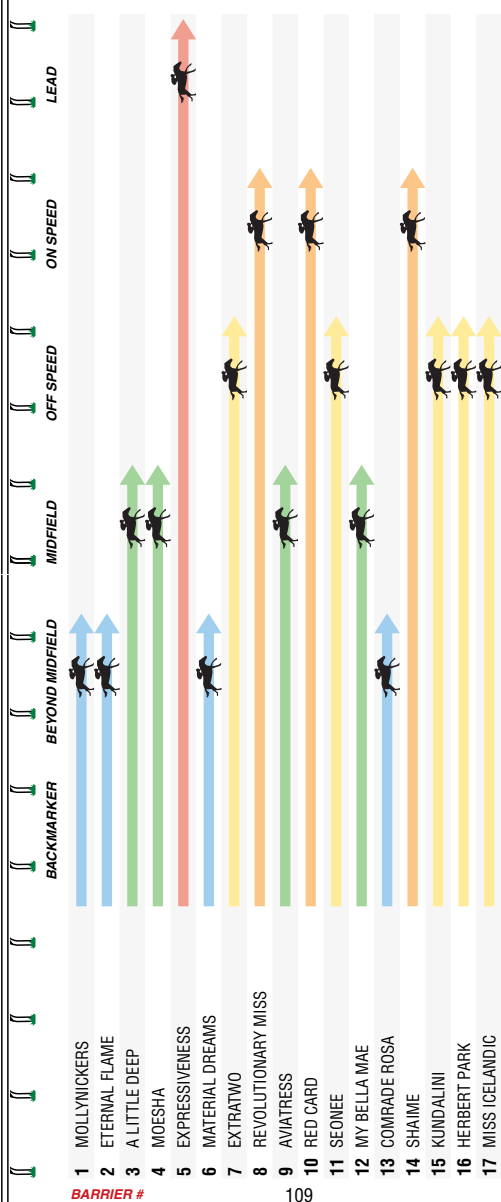 BACKMARKER BEYOND MIDFIELD MIDFIELD OFF SPEED ON SPEED LEAD
1 MOLLYNICKERS
2 ETERNAL FLAME
3 A LITTLE DEEP
4 MOESHA
5 EXPRESSIVENESS
6 MATERIAL DREAMS
7 EXTRATWO
8 REVOLUTIONARY MISS
9 AVIATRESS
10 RED CARD
11 SEONEE
12 MY BELLA MAE
13 COMRADE ROSA
14 SHAIME
15 KUNDALINI
16 HERBERT PARK
17 MISS ICELANDIC
BARRIER #
109